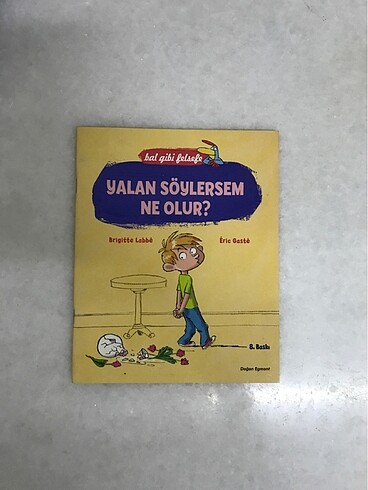 bal gibi felsefe
YALAN SÖYLERSEM
NE OLUR?
Brigitte Labbé
Éric Gasté
8. Baskı
Doğan Egmont